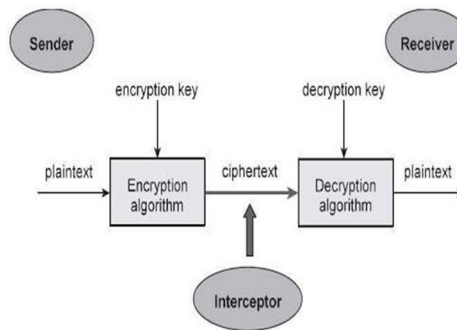 Sender
Receiver
encryption key
decryption key
plaintext
Encryption
algorithm
ciphertext
Decryption
algorithm
plaintext
Interceptor